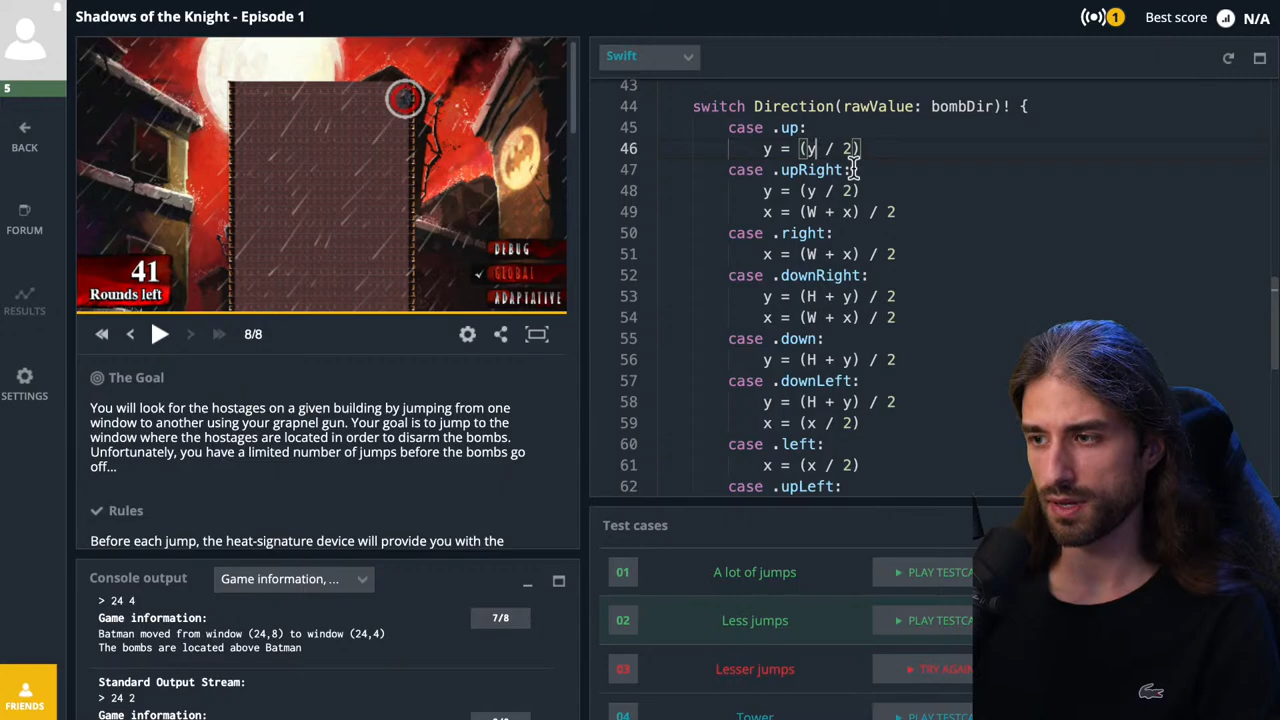 Shadows of the Knight - Episode 1
1
Best score
N/A
5
BACK
FORUM
RESULTS
SETTINGS
FRIENDS
41
Rounds left
DEBUG
GLOBAL
ADAPTATIVE
8/8
The Goal
You will look for the hostages on a given building by jumping from one
window to another using your grapnel gun. Your goal is to jump to the
window where the hostages are located in order to disarm the bombs.
Unfortunately, you have a limited number of jumps before the bombs go
off...
Rules
Before each jump, the heat-signature device will provide you with the
Console output
Game information, ...
> 24 4
Game information:
7/8
Batman moved from window (24,8) to window (24,4)
The bombs are located above Batman
Standard Output Stream:
> 24 2
Game information:
Swift
43
44 switch Direction(rawValue: bombDir)! {
45 case .up:
46 y = (y / 2)
47 case .upRight:
48 y = (y / 2)
49 x = (W + x) / 2
50 case .right:
51 x = (W + x) / 2
52 case .downRight:
53 y = (H + y) / 2
54 x = (W + x) / 2
55 case .down:
56 y = (H + y) / 2
57 case .downLeft:
58 y = (H + y) / 2
59 x = (x / 2)
60 case .left:
61 x = (x / 2)
62 case .upLeft:
Test cases
01 A lot of jumps PLAY TESTCA
02 Less jumps PLAY TESTCA
03 Lesser jumps TRY AGAIN
04 Tower